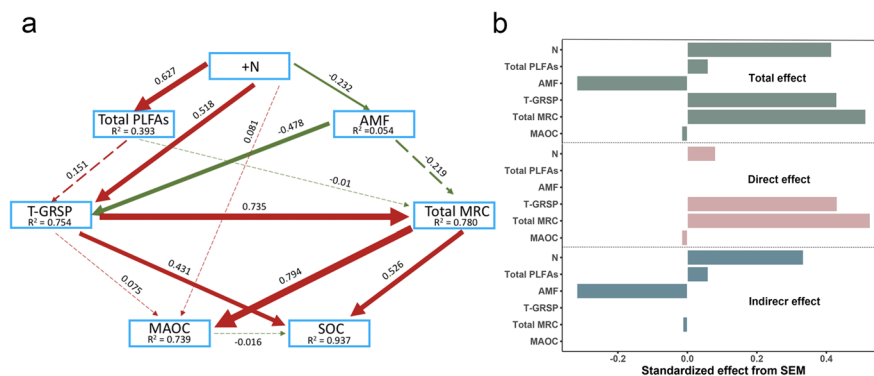 a
+N
0.627
-0.232
0.518
Total PLFAs
R² = 0.393
AMF
R² =0.054
-0.478
0.081
0.151
-0.219
-0.01
T-GRSP
R² = 0.754
0.735
Total MRC
R² = 0.780
0.431
0.794
0.526
0.075
MAOC
R² = 0.739
-0.016
SOC
R² = 0.937
b
N
Total PLFAs
AMF
T-GRSP
Total MRC
MAOC
Total effect
N
Total PLFAs
AMF
T-GRSP
Total MRC
MAOC
Direct effect
N
Total PLFAs
AMF
T-GRSP
Total MRC
MAOC
Indirecr effect
-0.2 0.0 0.2 0.4
Standardized effect from SEM